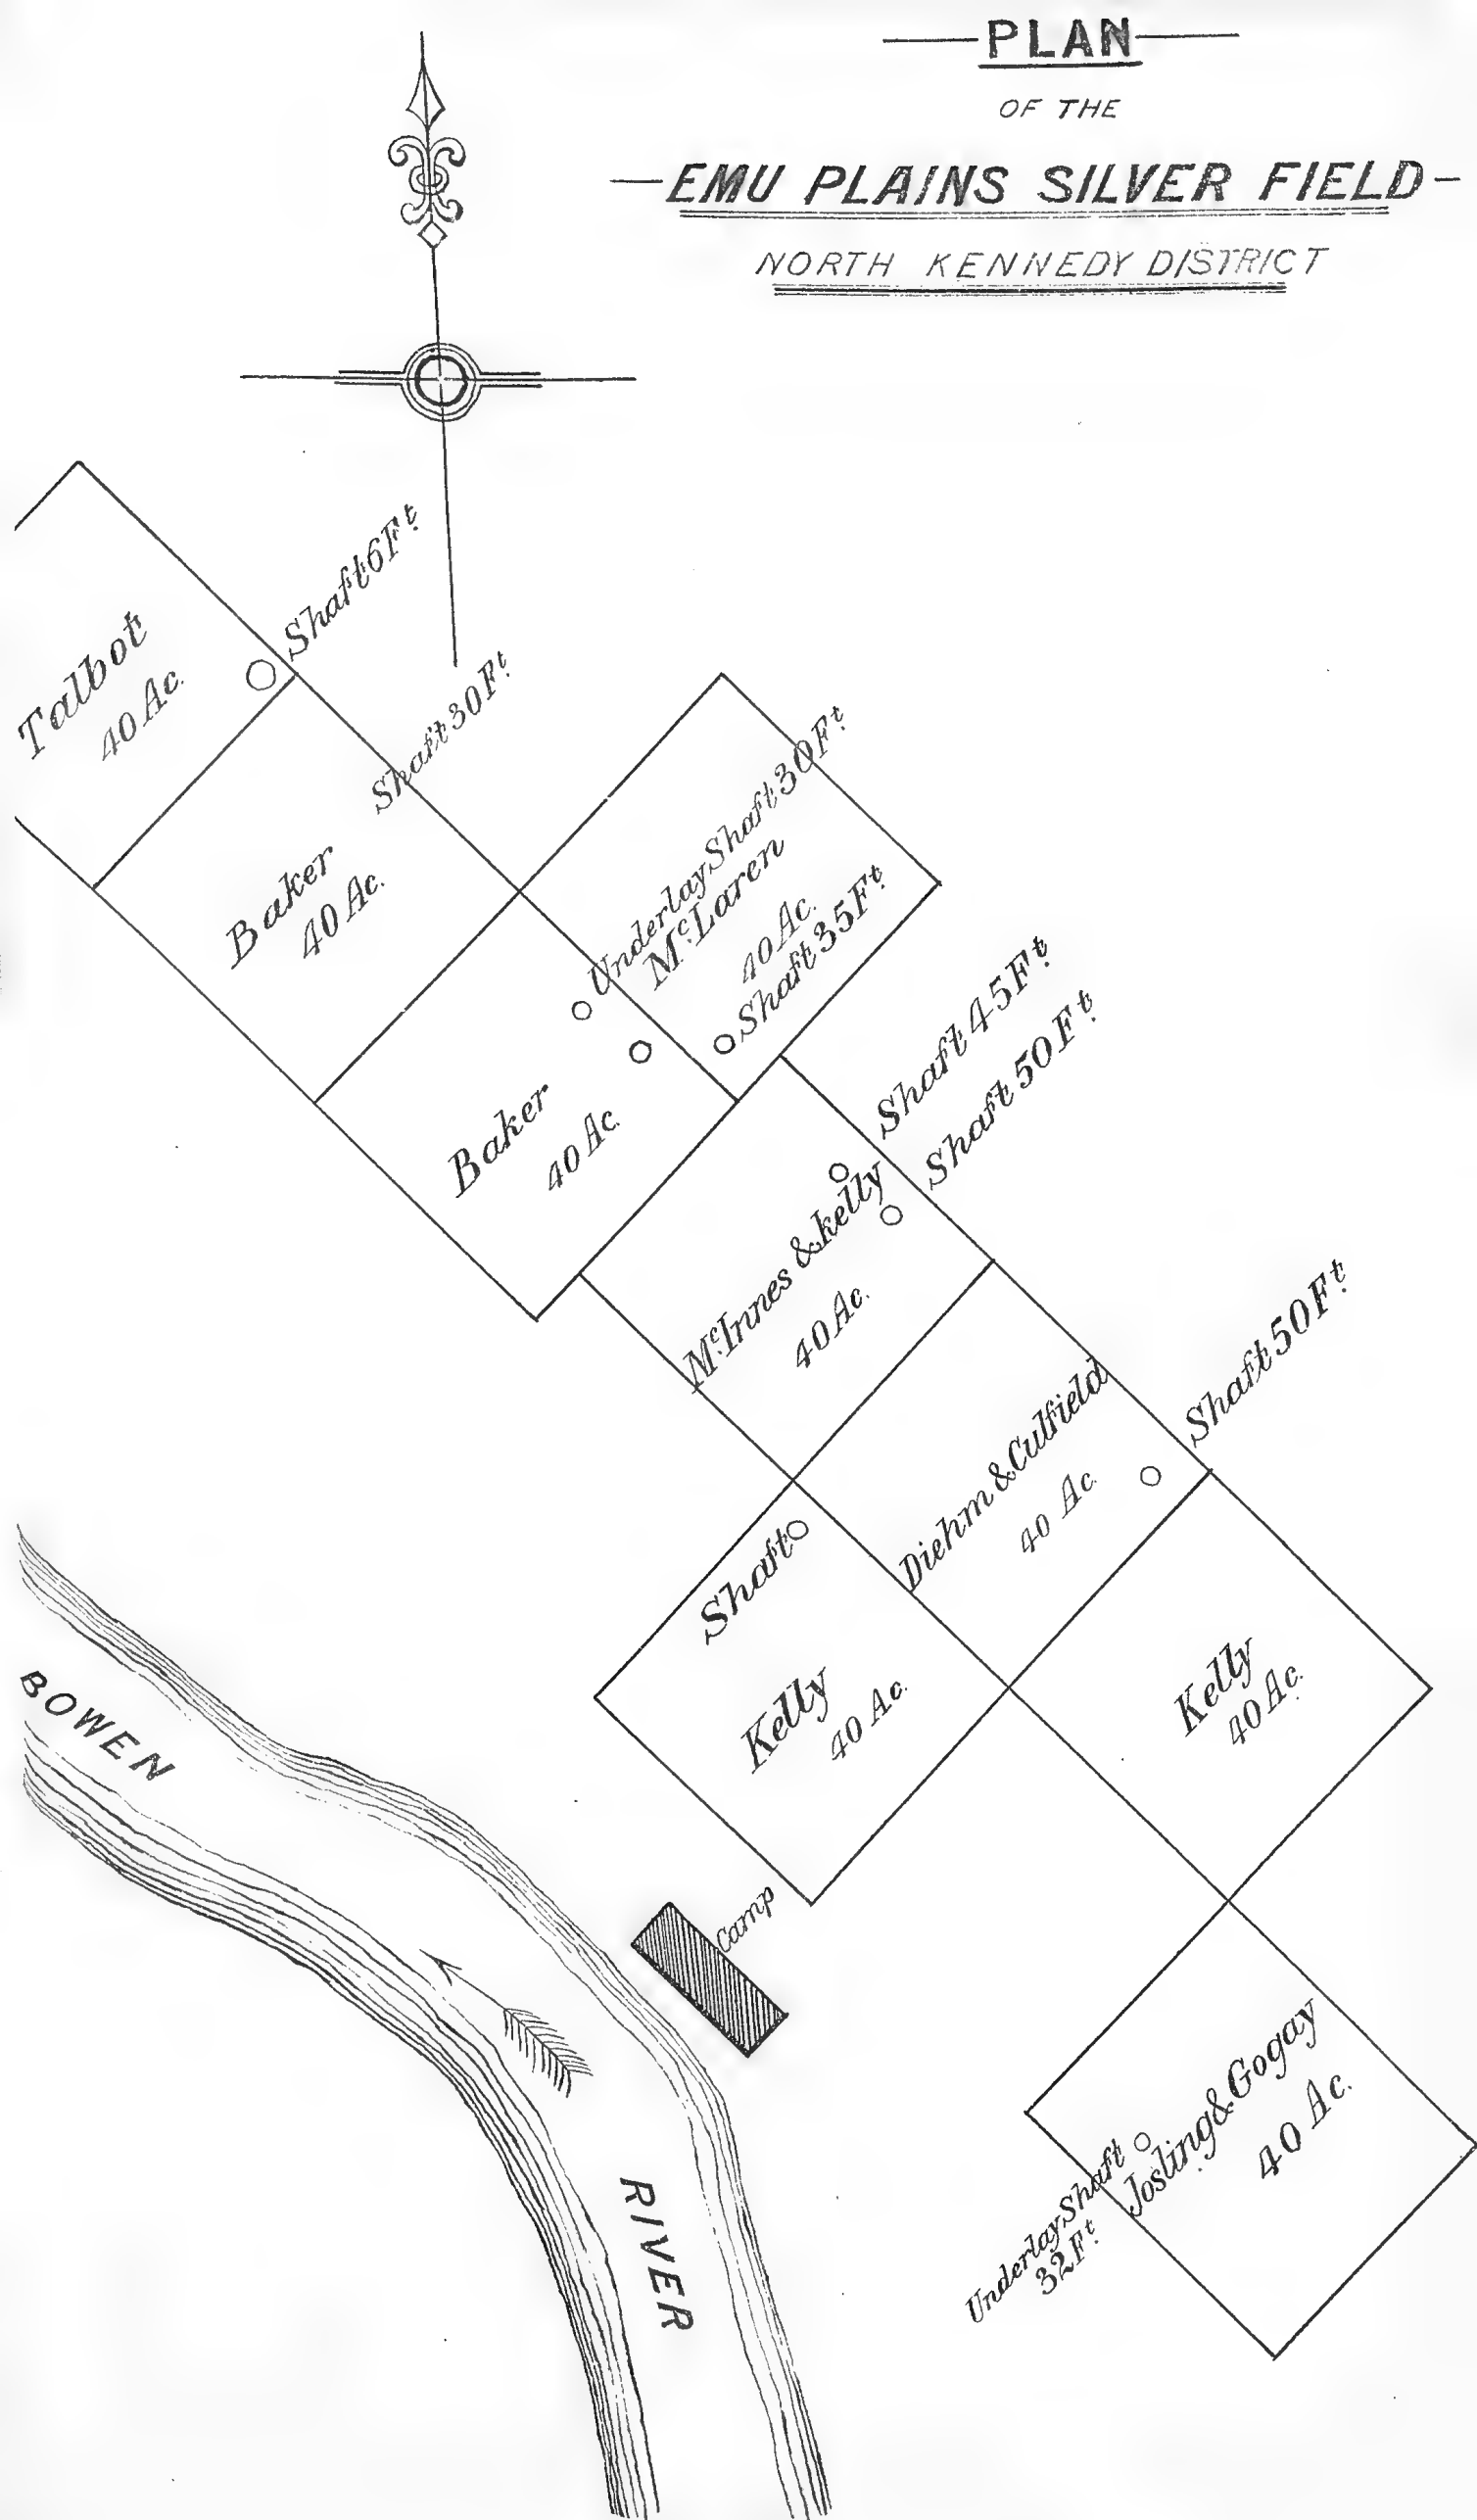 PLAN
OF THE
EMU PLAINS SILVER FIELD
NORTH KENNEDY DISTRICT
Talbot
40 Ac.
Shaft 6 Ft.
Shaft 30 Ft.
Baker
40 Ac.
Underlay Shaft 30 Ft.
McLaren
40 Ac.
Shaft 35 Ft.
Baker
40 Ac.
Shaft 45 Ft.
Shaft 50 Ft.
McInnes & kelly
40 Ac.
Shaft 50 Ft.
Diehm & Culfield
40 Ac.
Shaft
Kelly
40 Ac.
Kelly
40 Ac.
BOWEN
RIVER
Camp
Josling & Gogay
40 Ac.
Underlay Shaft
32 Ft.